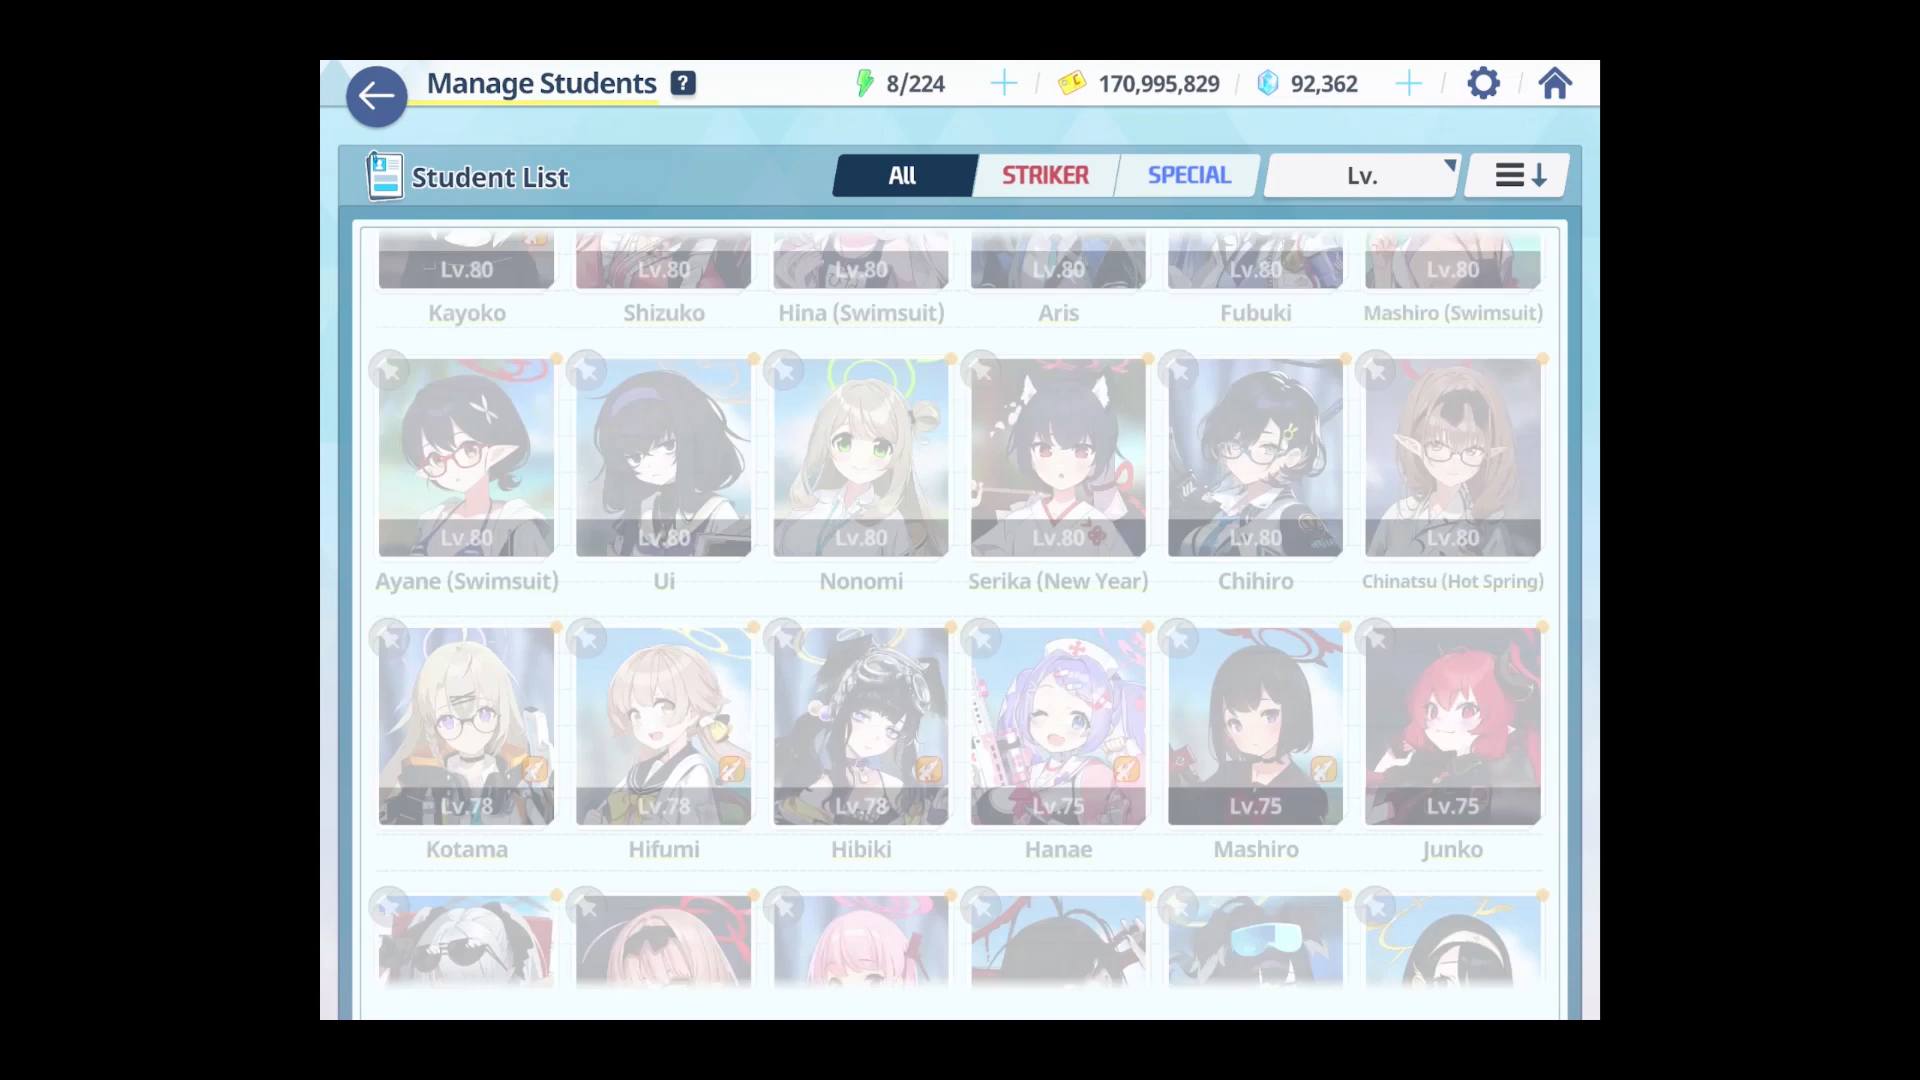 Manage Students ?
8/224
170,995,829
92,362
Student List
All
STRIKER
SPECIAL
Lv.
Lv.80 Lv.80 Lv.80 Lv.80 Lv.80 Lv.80
Kayoko Shizuko Hina (Swimsuit) Aris Fubuki Mashiro (Swimsuit)
Lv.80 Lv.80 Lv.80 Lv.80 Lv.80 Lv.80
Ayane (Swimsuit) Ui Nonomi Serika (New Year) Chihiro Chinatsu (Hot Spring)
Lv.78 Lv.78 Lv.78 Lv.75 Lv.75 Lv.75
Kotama Hifumi Hibiki Hanae Mashiro Junko